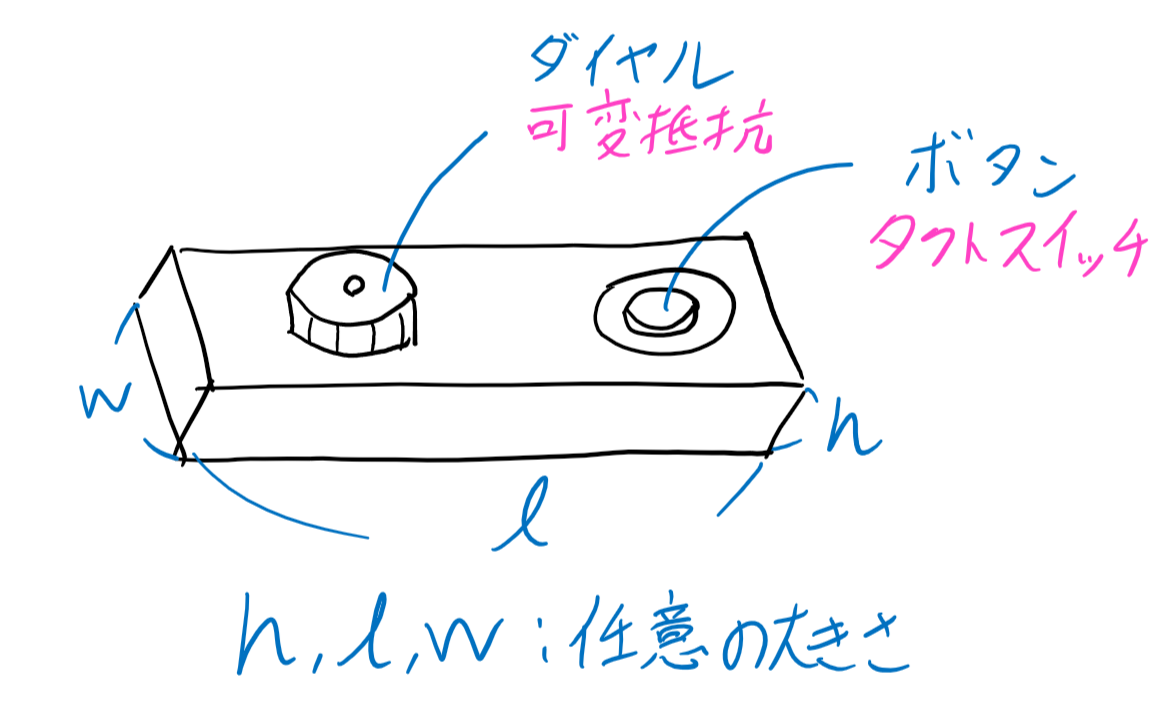 ダイヤル
可変抵抗
ボタン
タクトスイッチ
w
h
l
h, l, w : 任意の大きさ